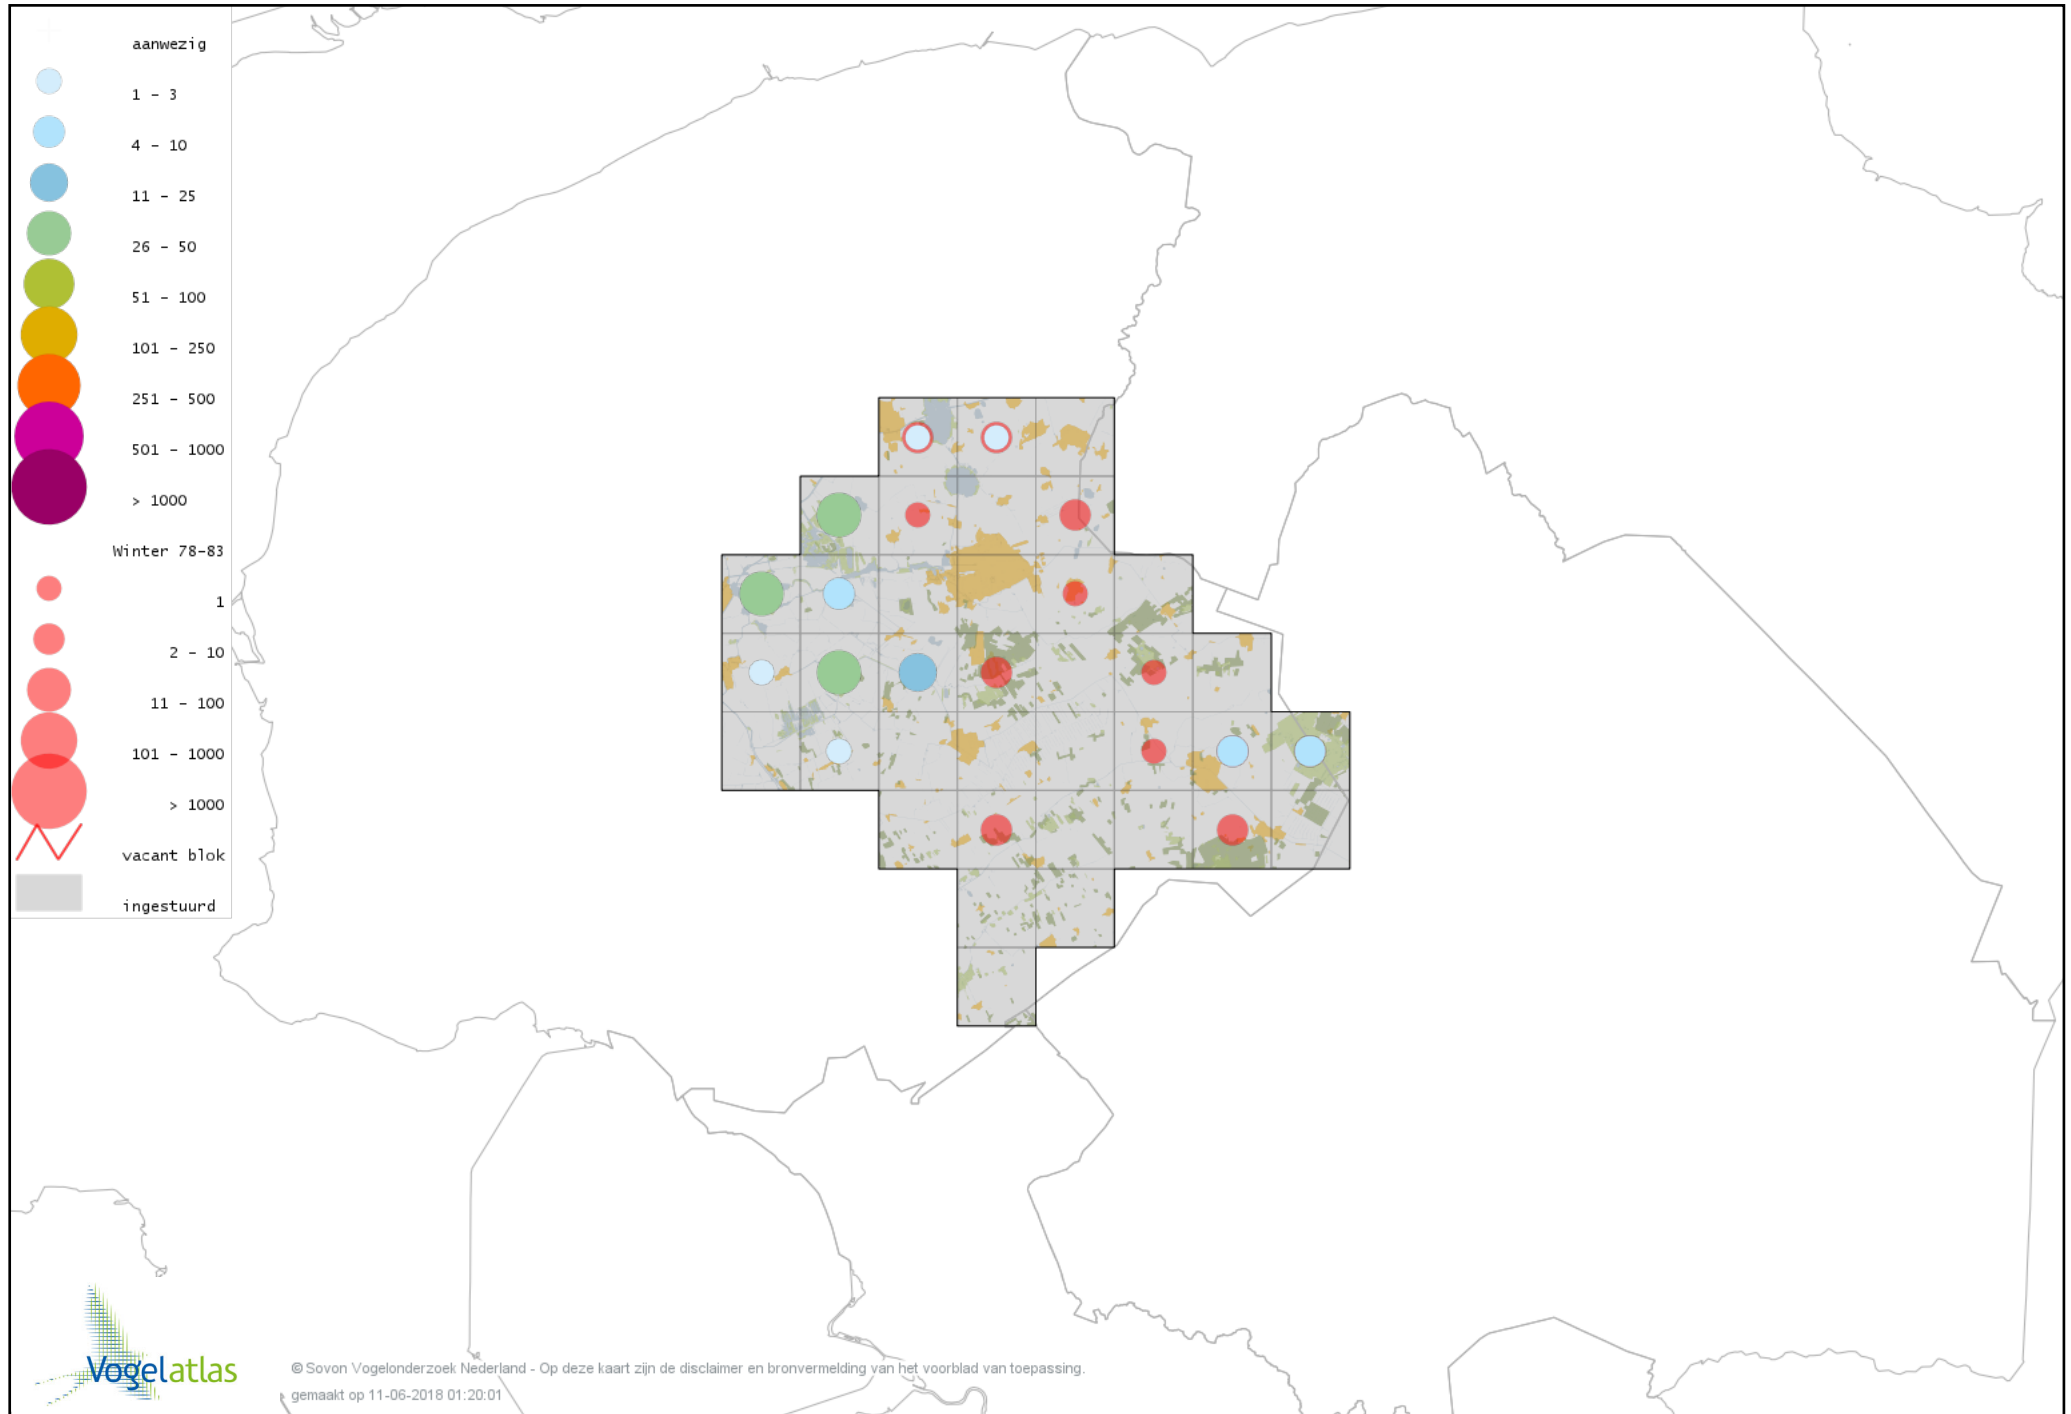 aanwezig
1 - 3
4 - 10
11 - 25
26 - 50
51 - 100
101 - 250
251 - 500
501 - 1000
> 1000
Winter 78-83
1
2 - 10
11 - 100
101 - 1000
> 1000
vacant blok
ingestuurd
Vogelatlas
© Sovon Vogelonderzoek Nederland - Op deze kaart zijn de disclaimer en bronvermelding van het voorblad van toepassing.
gemaakt op 11-06-2018 01:20:01